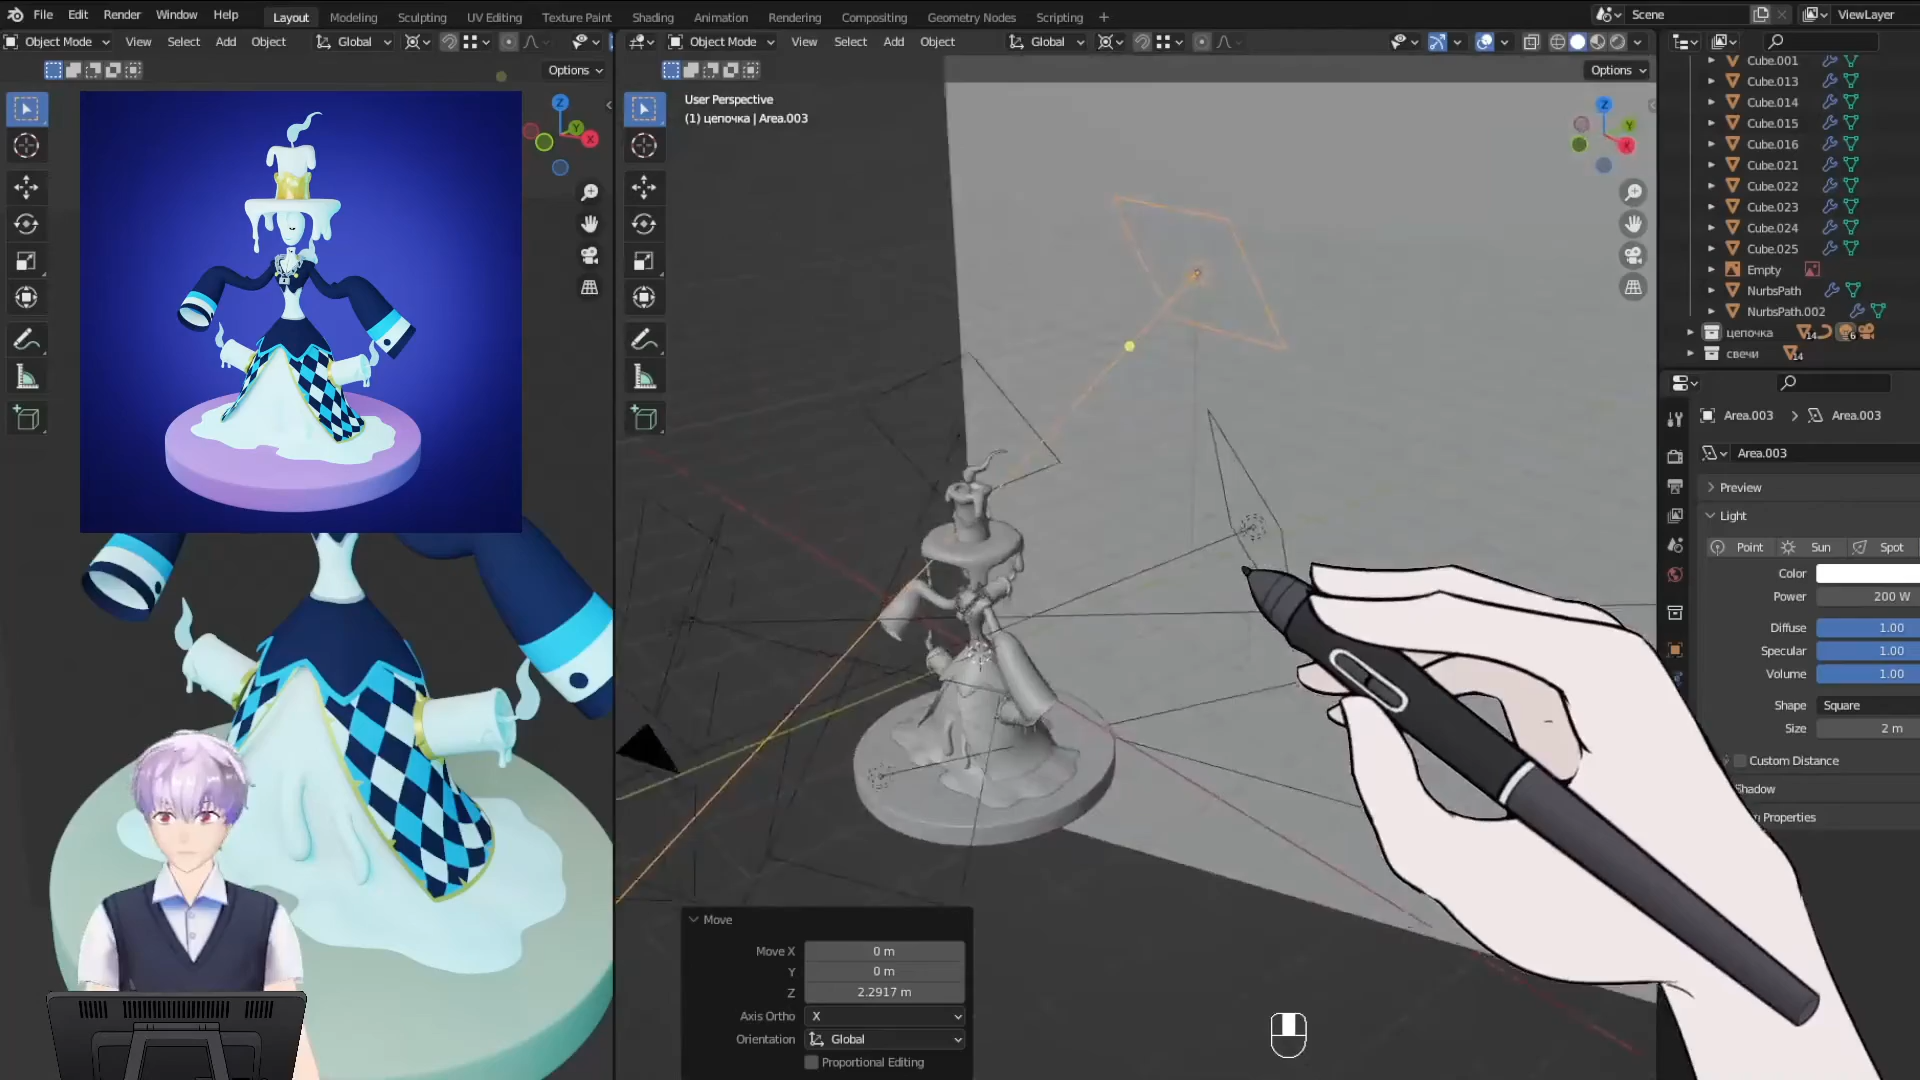 File Edit Render Window Help Layout Modeling Sculpting UV Editing Texture Paint Shading Animation Rendering Compositing Geometry Nodes Scripting +
Scene
ViewLayer
Object Mode View Select Add Object Global
Object Mode View Select Add Object Global
Options
Options
User Perspective
(1) цепочка | Area.003
Z
Y
X
Z
Y
X
Cube.001
Cube.013
Cube.014
Cube.015
Cube.016
Cube.021
Cube.022
Cube.023
Cube.024
Cube.025
Empty
NurbsPath
NurbsPath.002
цепочка 14 6
свечи 14
Area.003 > Area.003
Area.003
Preview
Light
Point Sun Spot
Color
Power 200 W
Diffuse 1.00
Specular 1.00
Volume 1.00
Shape Square
Size 2 m
Custom Distance
Shadow
Properties
Move
Move X 0 m
Y 0 m
Z 2.2917 m
Axis Ortho X
Orientation Global
Proportional Editing